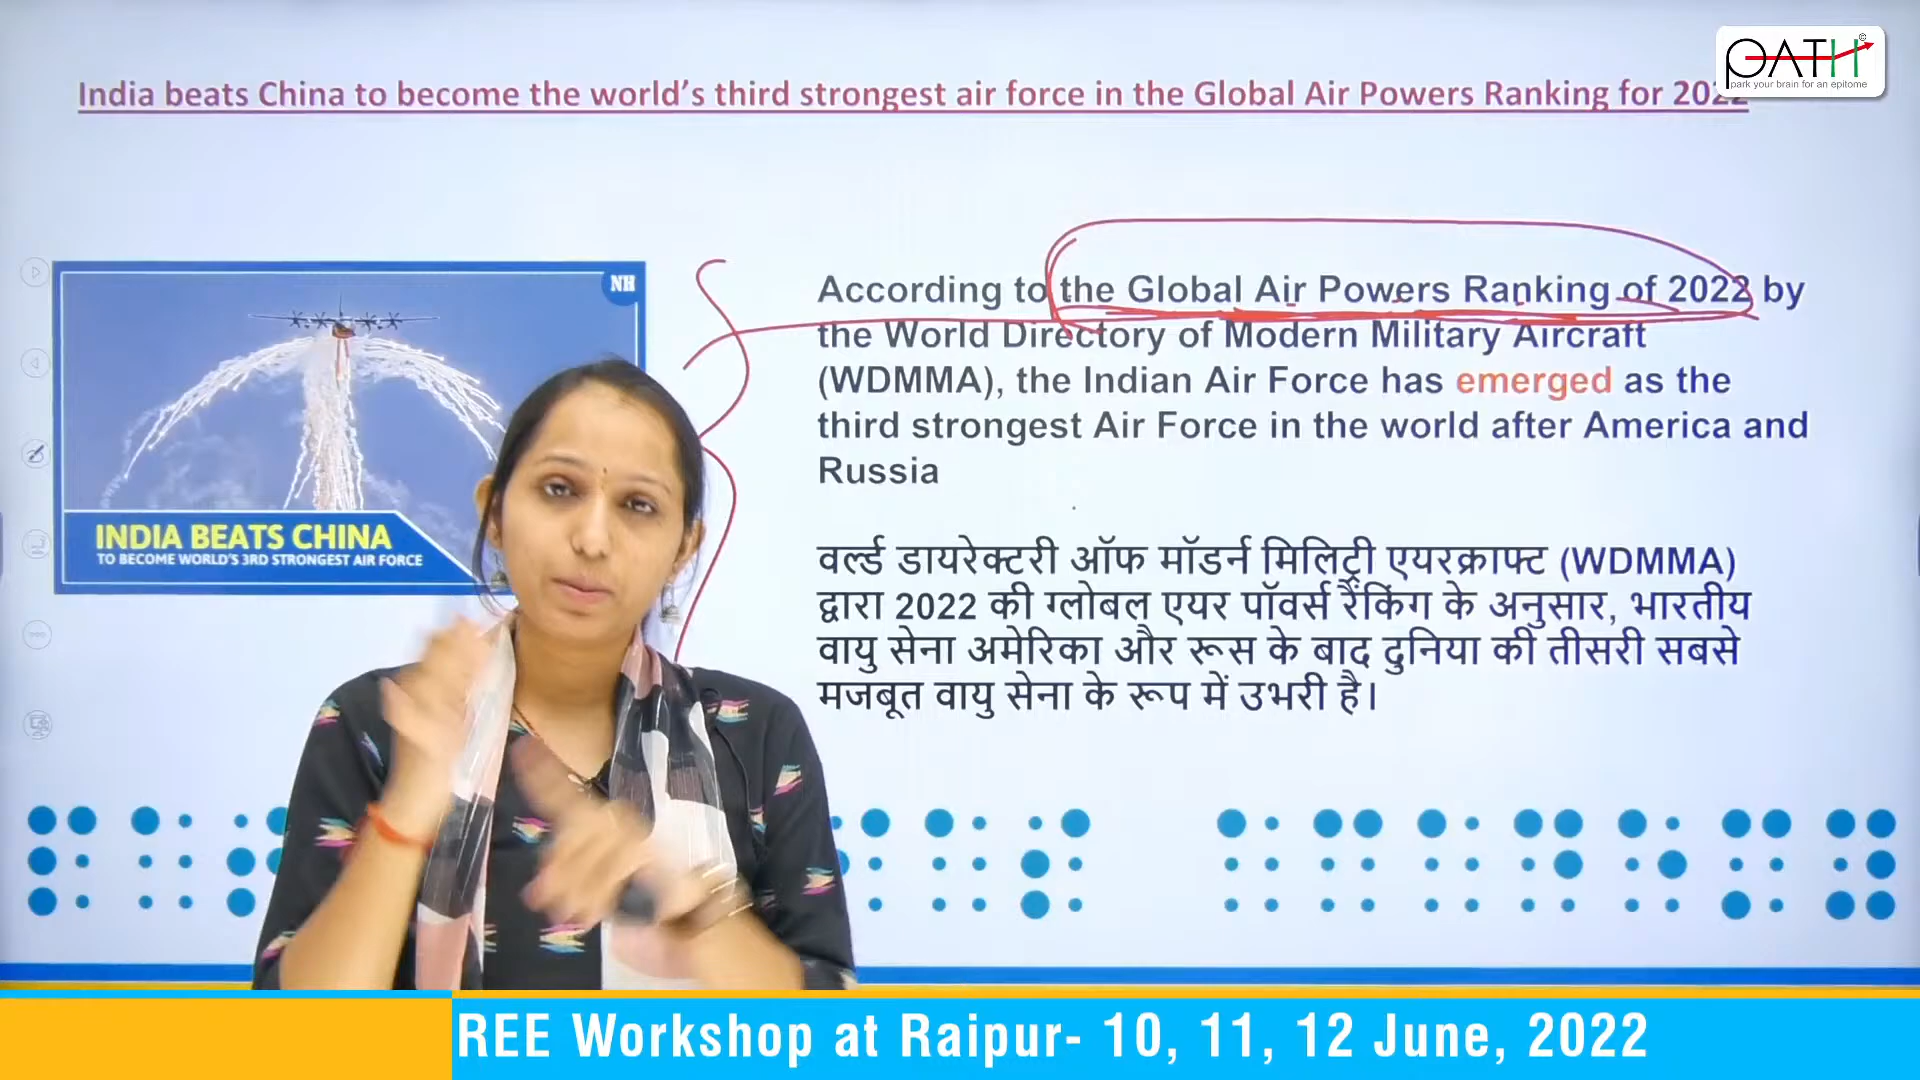 PATH
©
park your brain for an epitome
India beats China to become the world’s third strongest air force in the Global Air Powers Ranking for 2022
NH
INDIA BEATS CHINA
TO BECOME WORLD'S 3RD STRONGEST AIR FORCE
According to the Global Air Powers Ranking of 2022 by
the World Directory of Modern Military Aircraft
(WDMMA), the Indian Air Force has emerged as the
third strongest Air Force in the world after America and
Russia
वर्ल्ड डायरेक्टरी ऑफ मॉडर्न मिलिट्री एयरक्राफ्ट (WDMMA)
द्वारा 2022 की ग्लोबल एयर पॉवर्स रैंकिंग के अनुसार, भारतीय
वायु सेना अमेरिका और रूस के बाद दुनिया की तीसरी सबसे
मजबूत वायु सेना के रूप में उभरी है।
REE Workshop at Raipur- 10, 11, 12 June, 2022